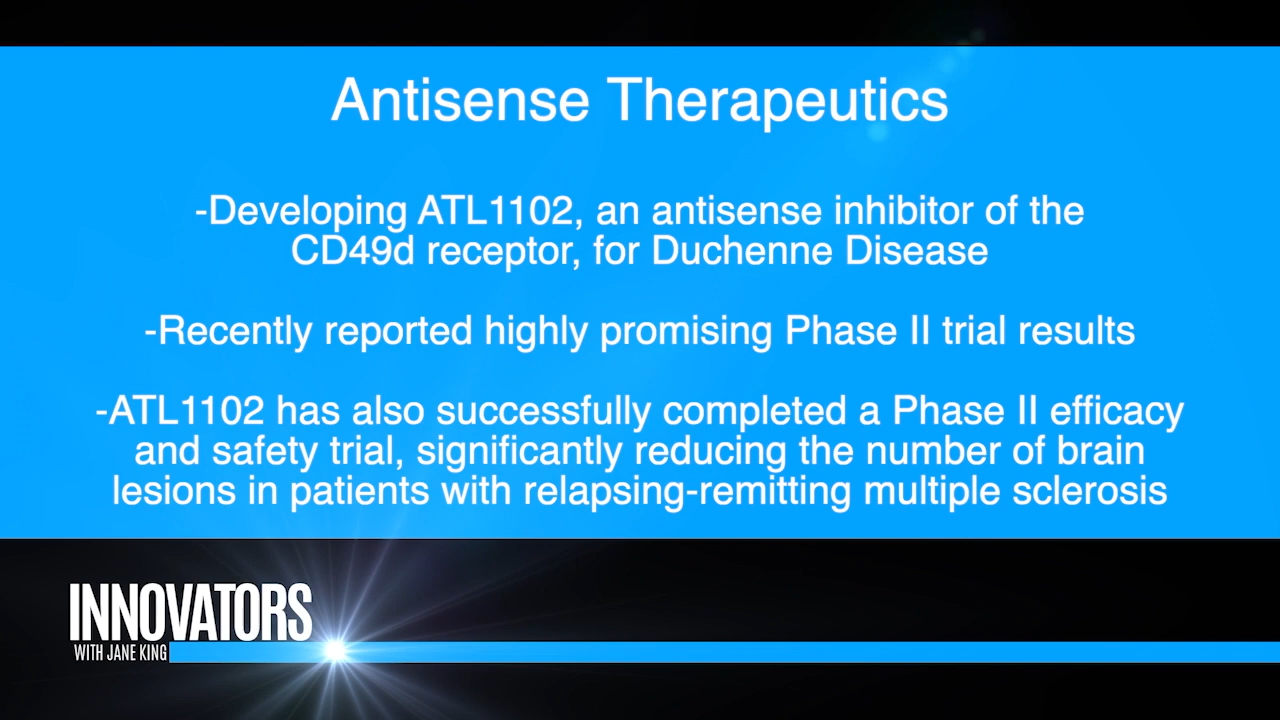 Antisense Therapeutics
-Developing ATL1102, an antisense inhibitor of the
CD49d receptor, for Duchenne Disease
-Recently reported highly promising Phase II trial results
-ATL1102 has also successfully completed a Phase II efficacy
and safety trial, significantly reducing the number of brain
lesions in patients with relapsing-remitting multiple sclerosis
INNOVATORS
WITH JANE KING